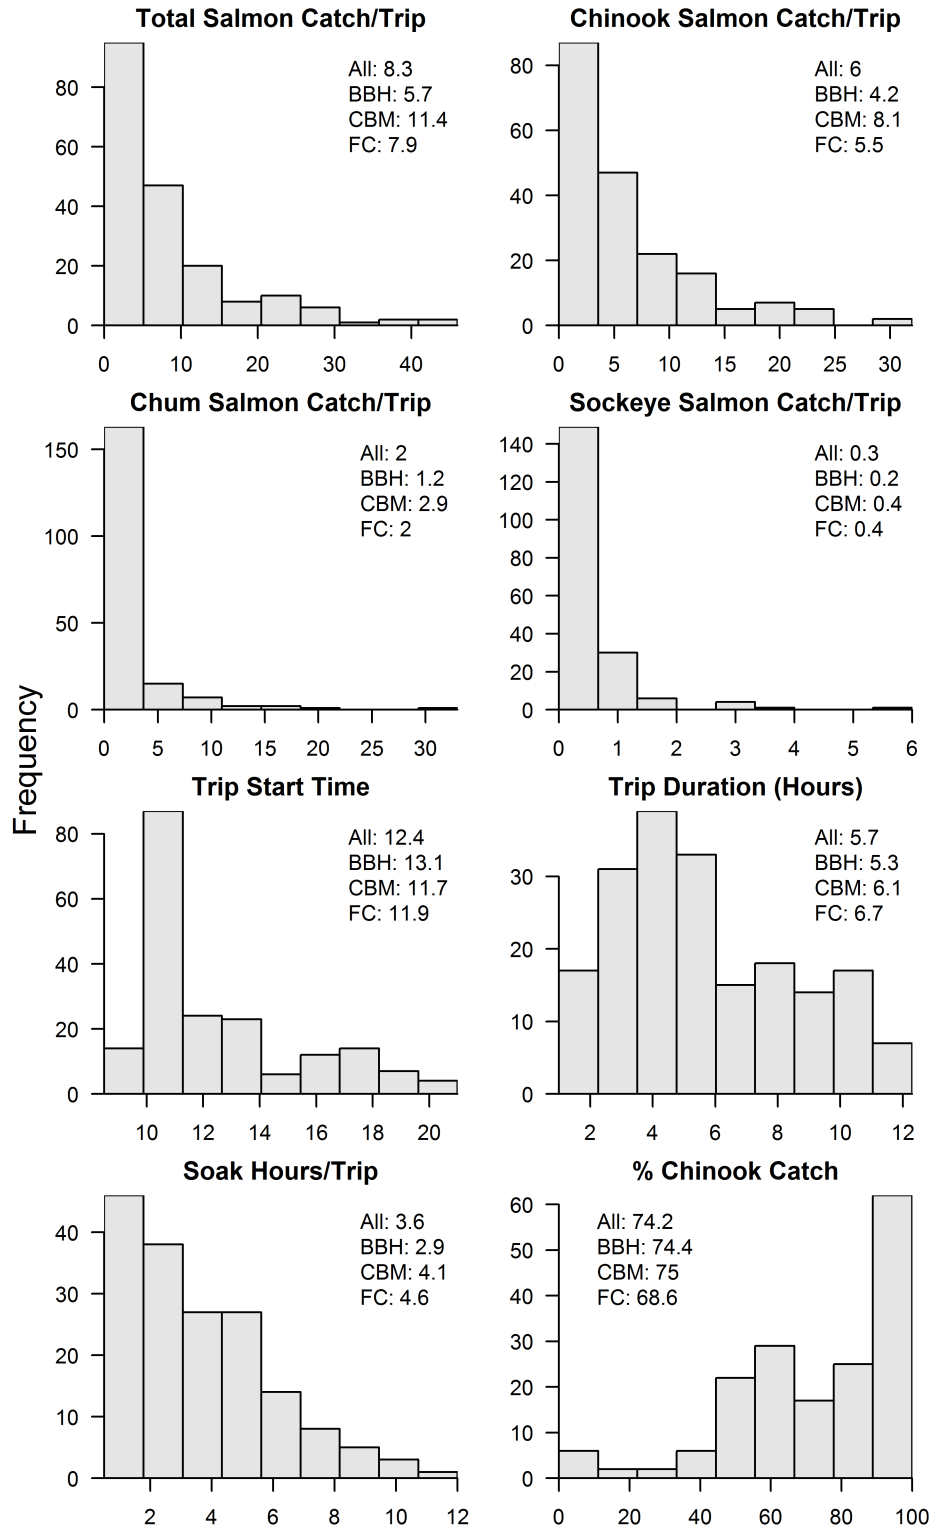 Total Salmon Catch/Trip
All: 8.3
BBH: 5.7
CBM: 11.4
FC: 7.9
80
60
40
20
0
0 10 20 30 40
Chinook Salmon Catch/Trip
All: 6
BBH: 4.2
CBM: 8.1
FC: 5.5
80
60
40
20
0
0 5 10 15 20 25 30
Chum Salmon Catch/Trip
All: 2
BBH: 1.2
CBM: 2.9
FC: 2
150
100
50
0
0 5 10 15 20 25 30
Sockeye Salmon Catch/Trip
All: 0.3
BBH: 0.2
CBM: 0.4
FC: 0.4
140
120
100
80
60
40
20
0
0 1 2 3 4 5 6
Frequency
Trip Start Time
All: 12.4
BBH: 13.1
CBM: 11.7
FC: 11.9
80
60
40
20
0
10 12 14 16 18 20
Trip Duration (Hours)
All: 5.7
BBH: 5.3
CBM: 6.1
FC: 6.7
30
20
10
0
2 4 6 8 10 12
Soak Hours/Trip
All: 3.6
BBH: 2.9
CBM: 4.1
FC: 4.6
40
30
20
10
0
2 4 6 8 10 12
% Chinook Catch
All: 74.2
BBH: 74.4
CBM: 75
FC: 68.6
60
50
40
30
20
10
0
0 20 40 60 80 100